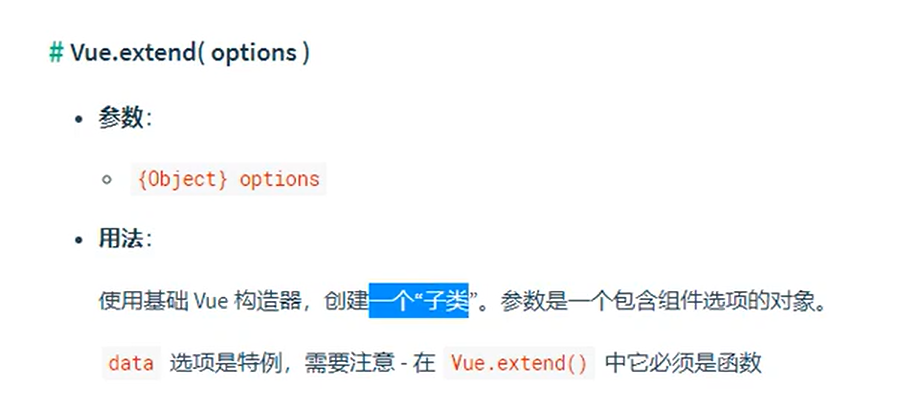 # Vue.extend( options )
参数：
{Object} options
用法：
使用基础 Vue 构造器，创建一个“子类”。参数是一个包含组件选项的对象。
data 选项是特例，需要注意 - 在 Vue.extend() 中它必须是函数